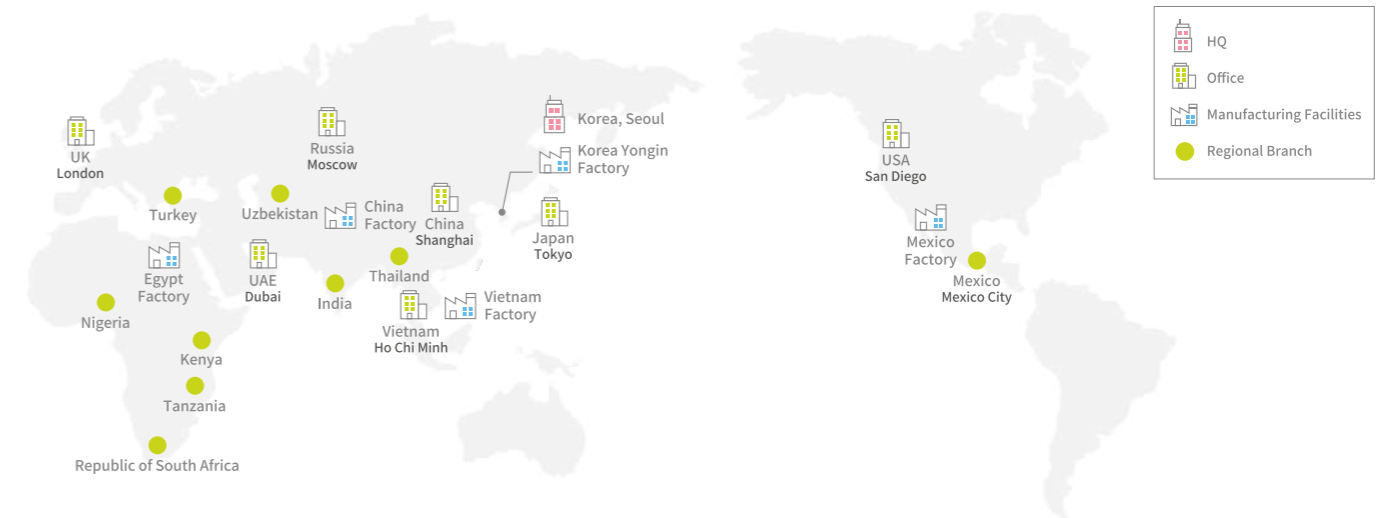 HQ
Office
Manufacturing Facilities
Regional Branch
UK
London
Russia
Moscow
Korea, Seoul
Korea Yongin
Factory
Turkey
Uzbekistan
China
Factory
China
Shanghai
Japan
Tokyo
Egypt
Factory
UAE
Dubai
India
Thailand
Vietnam
Ho Chi Minh
Vietnam
Factory
Nigeria
Kenya
Tanzania
Republic of South Africa
USA
San Diego
Mexico
Factory
Mexico
Mexico City